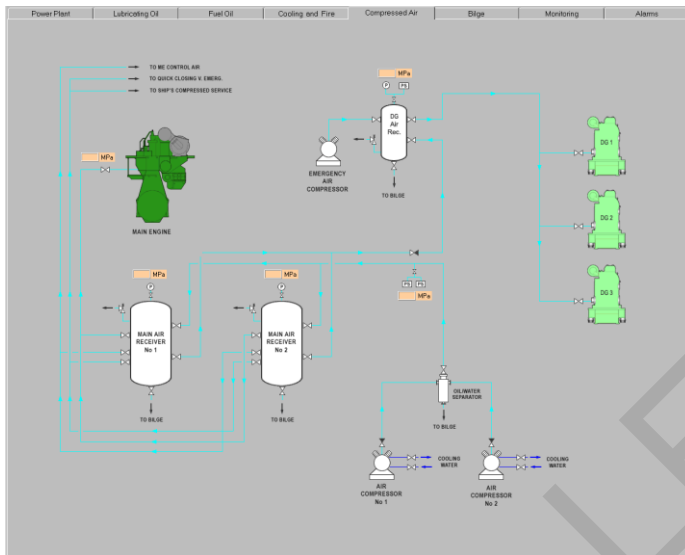 Power Plant
Lubricating Oil
Fuel Oil
Cooling and Fire
Compressed Air
Bilge
Monitoring
Alarms
TO ME CONTROL AIR
TO QUICK CLOSING V. EMERG.
TO SHIP'S COMPRESSED SERVICE
MPa
P
PS
DG
Air
Rec.
MPa
EMERGENCY
AIR
COMPRESSOR
TO BILGE
MAIN ENGINE
DG 1
DG 2
DG 3
MPa
P
MPa
P
PS
PS
MPa
MAIN AIR
RECEIVER
No 1
MAIN AIR
RECEIVER
No 2
TO BILGE
TO BILGE
OIL/WATER
SEPARATOR
TO BILGE
COOLING
WATER
COOLING
WATER
AIR
COMPRESSOR
No 1
AIR
COMPRESSOR
No 2